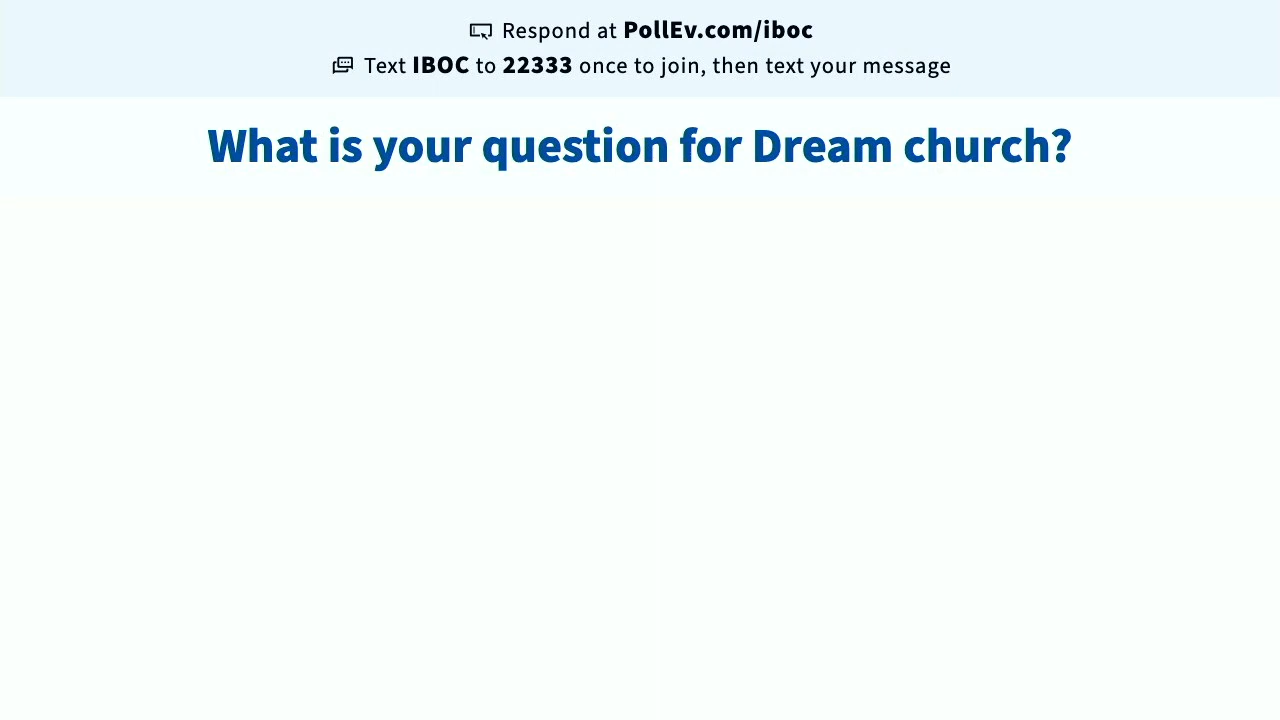 Respond at PollEv.com/iboc
Text IBOC to 22333 once to join, then text your message
What is your question for Dream church?